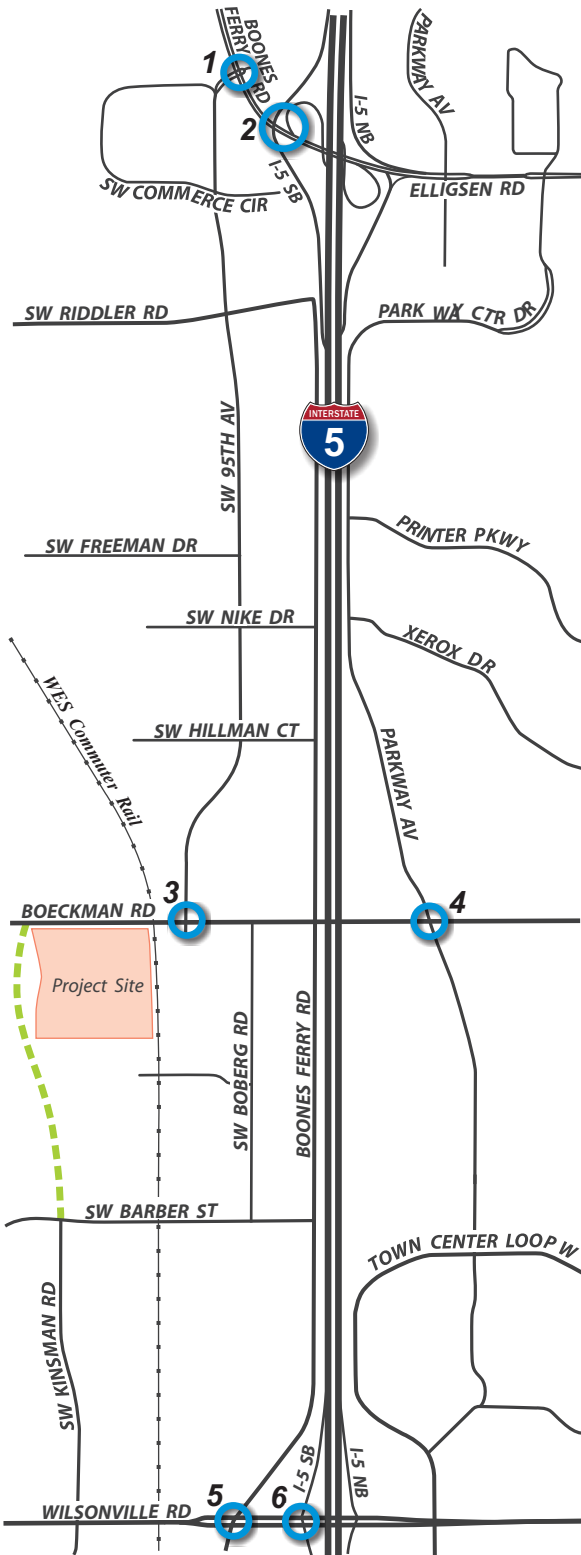 BOONES
FERRY RD
1
2
PARKWAY AV
I-5 NB
I-5 SB
SW COMMERCE CIR
ELLIGSEN RD
SW RIDDLER RD
PARK WA X CTR DR
INTERSTATE
5
SW 95TH AV
SW FREEMAN DR
PRINTER PKWY
SW NIKE DR
XEROX DR
WES Commuter Rail
SW HILLMAN CT
PARKWAY AV
3
4
BOECKMAN RD
Project Site
SW BOBERG RD
BOONES FERRY RD
SW BARBER ST
TOWN CENTER LOOP W
SW KINSMAN RD
I-5 SB
I-5 NB
5
6
WILSONVILLE RD